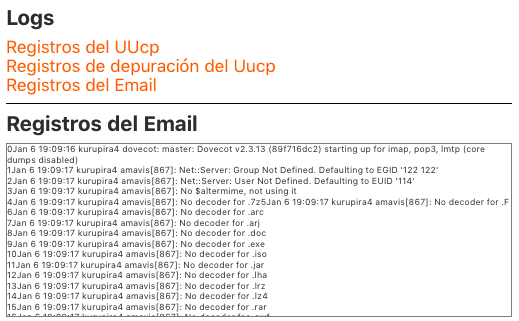 Logs
Registros del UUcp
Registros de depuración del Uucp
Registros del Email
Registros del Email
0Jan 6 19:09:16 kurupira4 dovecot: master: Dovecot v2.3.13 (89f716dc2) starting up for imap, pop3, lmtp (core
dumps disabled)
1Jan 6 19:09:17 kurupira4 amavis[867]: Net::Server: Group Not Defined. Defaulting to EGID '122 122'
2Jan 6 19:09:17 kurupira4 amavis[867]: Net::Server: User Not Defined. Defaulting to EUID '114'
3Jan 6 19:09:17 kurupira4 amavis[867]: No $altermime, not using it
4Jan 6 19:09:17 kurupira4 amavis[867]: No decoder for .7z5Jan 6 19:09:17 kurupira4 amavis[867]: No decoder for .F
6Jan 6 19:09:17 kurupira4 amavis[867]: No decoder for .arc
7Jan 6 19:09:17 kurupira4 amavis[867]: No decoder for .arj
8Jan 6 19:09:17 kurupira4 amavis[867]: No decoder for .doc
9Jan 6 19:09:17 kurupira4 amavis[867]: No decoder for .exe
10Jan 6 19:09:17 kurupira4 amavis[867]: No decoder for .iso
11Jan 6 19:09:17 kurupira4 amavis[867]: No decoder for .jar
12Jan 6 19:09:17 kurupira4 amavis[867]: No decoder for .lha
13Jan 6 19:09:17 kurupira4 amavis[867]: No decoder for .lrz
14Jan 6 19:09:17 kurupira4 amavis[867]: No decoder for .lz4
15Jan 6 19:09:17 kurupira4 amavis[867]: No decoder for .rar